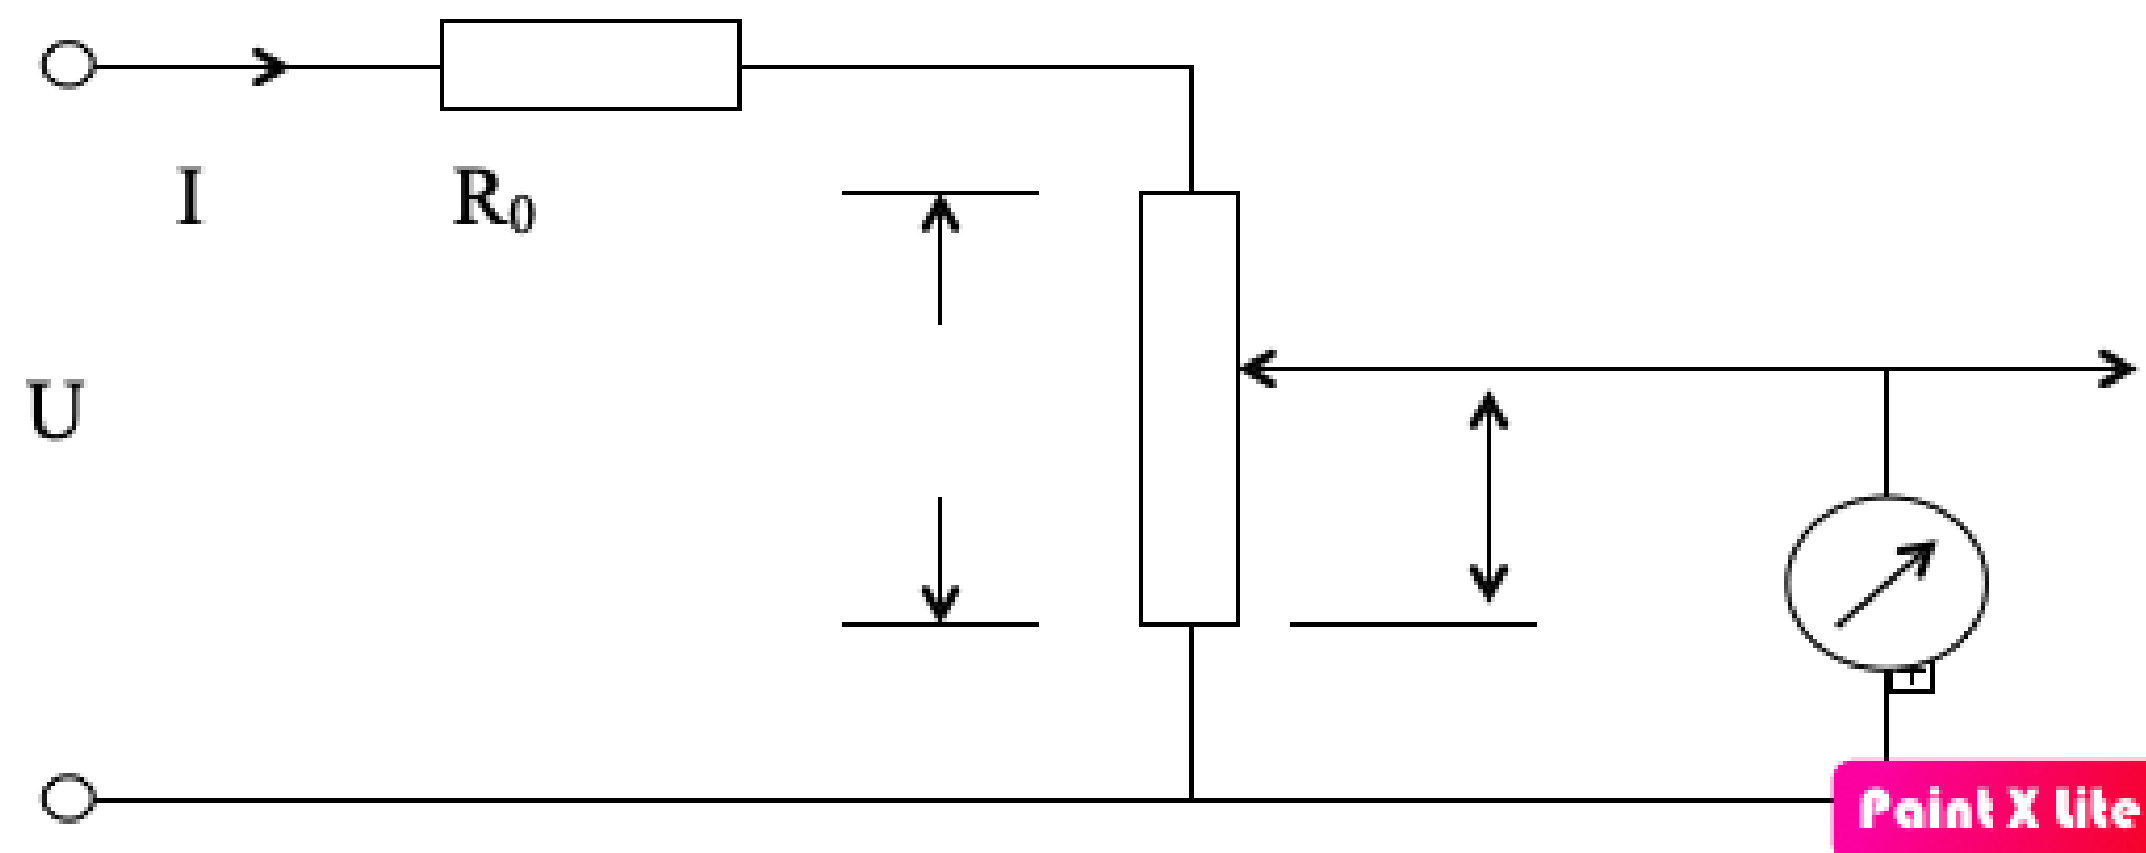 I
R₀
U
Paint X Lite